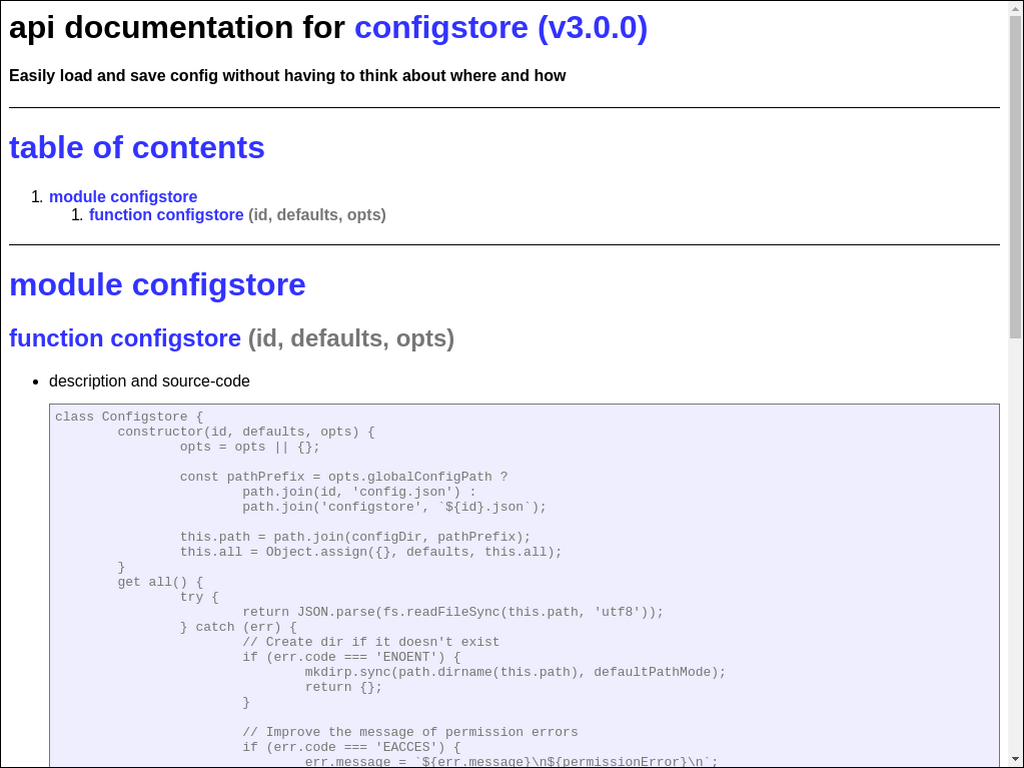 api documentation for configstore (v3.0.0)
Easily load and save config without having to think about where and how
table of contents
1. module configstore
1. function configstore (id, defaults, opts)
module configstore
function configstore (id, defaults, opts)
• description and source-code
class Configstore {
        constructor(id, defaults, opts) {
                opts = opts || {};

                const pathPrefix = opts.globalConfigPath ?
                        path.join(id, 'config.json') :
                        path.join('configstore', `${id}.json`);

                this.path = path.join(configDir, pathPrefix);
                this.all = Object.assign({}, defaults, this.all);
        }
        get all() {
                try {
                        return JSON.parse(fs.readFileSync(this.path, 'utf8'));
                } catch (err) {
                        // Create dir if it doesn't exist
                        if (err.code === 'ENOENT') {
                                mkdirp.sync(path.dirname(this.path), defaultPathMode);
                                return {};
                        }

                        // Improve the message of permission errors
                        if (err.code === 'EACCES') {
                                err.message = `${err.message}\n${permissionError}\n`;